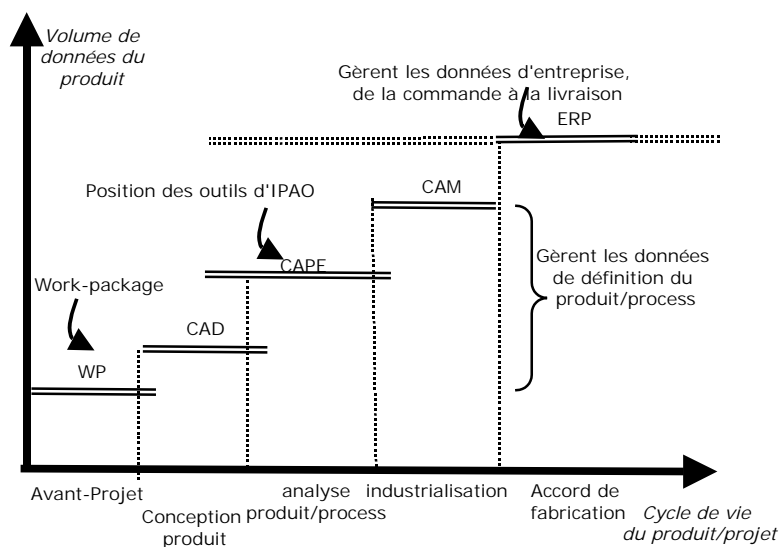 Volume de
données du
produit
Gèrent les données d'entreprise,
de la commande à la livraison
ERP
Position des outils d'IPAO
CAM
CAPE
Gèrent les données
de définition du
produit/process
Work-package
CAD
WP
Avant-Projet
Conception
produit
analyse
produit/process
industrialisation
Accord de
fabrication
Cycle de vie
du produit/projet